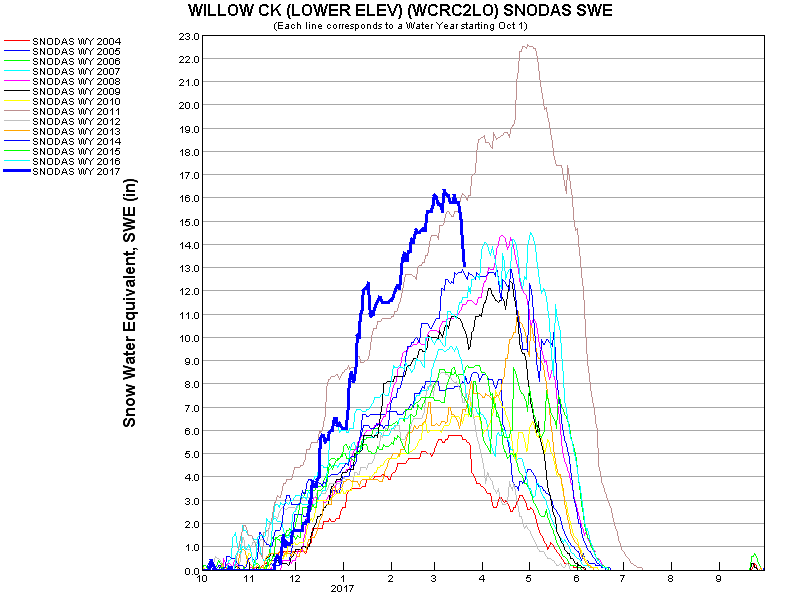 WILLOW CK (LOWER ELEV) (WCRC2LO) SNODAS SWE
(Each line corresponds to a Water Year starting Oct 1)
SNODAS WY 2004
SNODAS WY 2005
SNODAS WY 2006
SNODAS WY 2007
SNODAS WY 2008
SNODAS WY 2009
SNODAS WY 2010
SNODAS WY 2011
SNODAS WY 2012
SNODAS WY 2013
SNODAS WY 2014
SNODAS WY 2015
SNODAS WY 2016
SNODAS WY 2017
Snow Water Equivalent, SWE (in)
23.0
22.0
21.0
20.0
19.0
18.0
17.0
16.0
15.0
14.0
13.0
12.0
11.0
10.0
9.0
8.0
7.0
6.0
5.0
4.0
3.0
2.0
1.0
0.0
10 11 12 1 2 3 4 5 6 7 8 9
2017